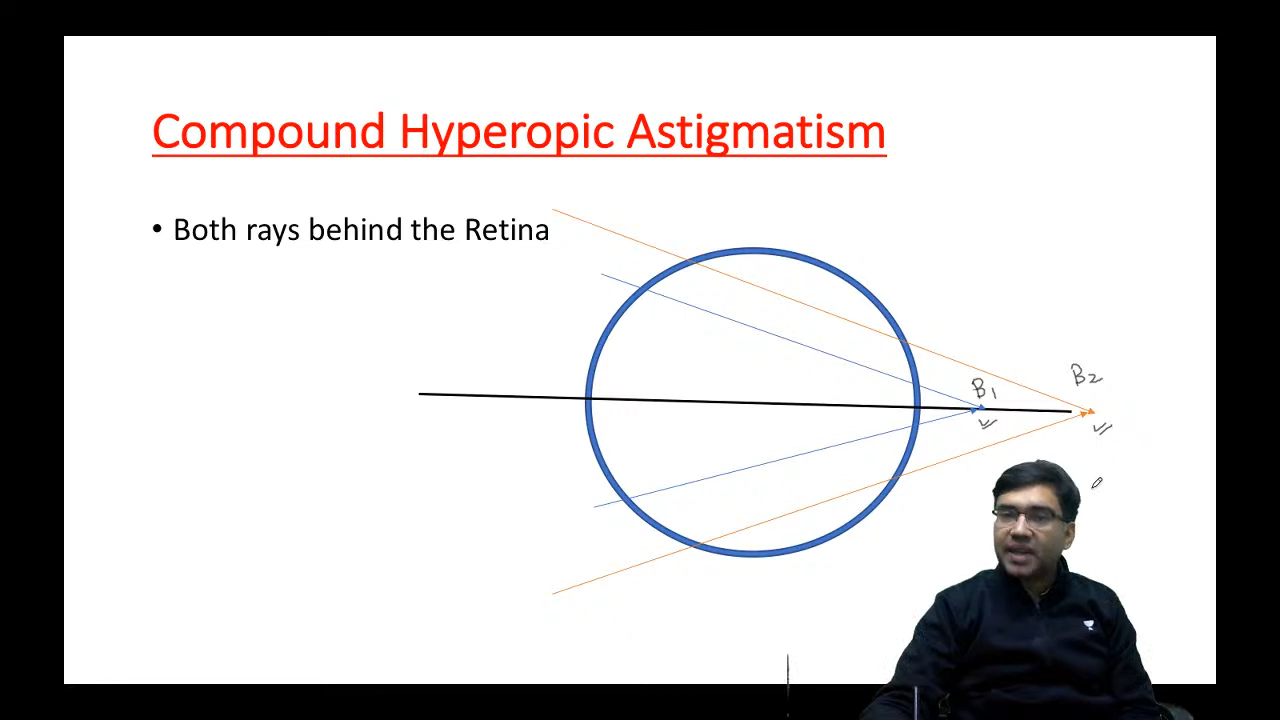 Compound Hyperopic Astigmatism
• Both rays behind the Retina
B1
B2